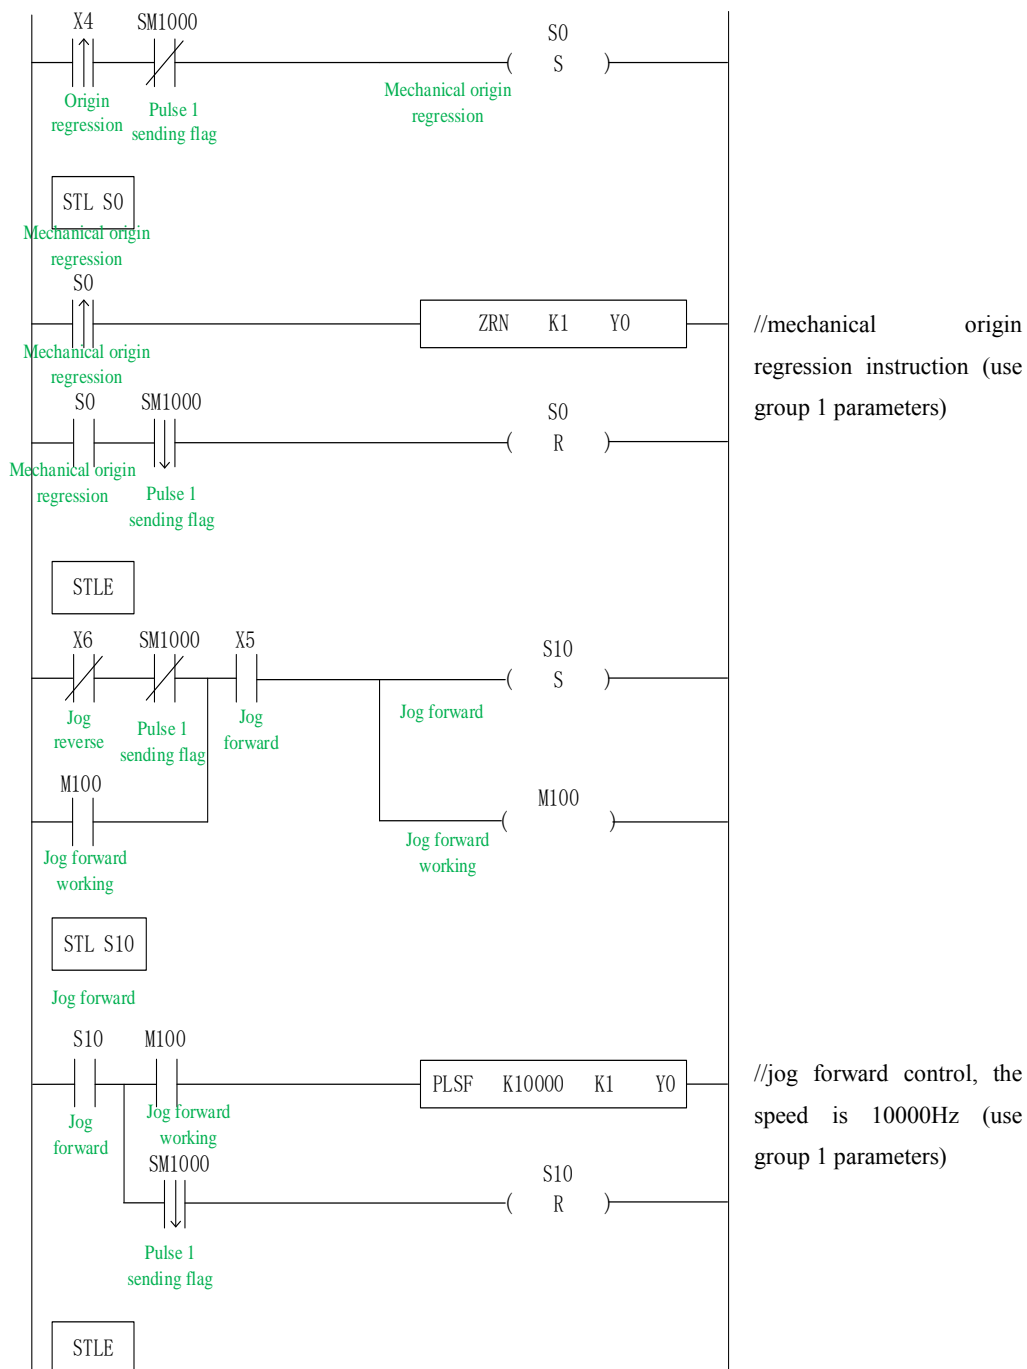 X4 SM1000
S0
( S )
Origin
regression
Pulse 1
sending flag
Mechanical origin
regression
STL S0
Mechanical origin
regression
S0
ZRN K1 Y0
//mechanical origin
regression instruction (use
group 1 parameters)
Mechanical origin
regression
S0 SM1000
S0
( R )
Mechanical origin
regression
Pulse 1
sending flag
STLE
X6 SM1000 X5
S10
( S )
Jog
reverse
Pulse 1
sending flag
Jog
forward
Jog forward
M100
M100
( )
Jog forward
working
Jog forward
working
STL S10
Jog forward
S10 M100
PLSF K10000 K1 Y0
//jog forward control, the
speed is 10000Hz (use
group 1 parameters)
Jog
forward
Jog forward
working
SM1000
S10
( R )
Pulse 1
sending flag
STLE